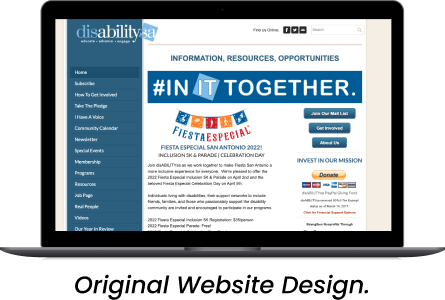 disabilitysa
educate • advocate • engage
Find Us Online:
Search
Home
Subscribe
How To Get Involved
Take The Pledge
I Have A Voice
Community Calendar
Newsletter
Special Events
Membership
Programs
Resources
Job Page
Real People
Videos
Our Year In Review
INFORMATION, RESOURCES, OPPORTUNITIES
#IN IT TOGETHER.
FIESTA ESPECIAL
FIESTA ESPECIAL SAN ANTONIO 2022!
INCLUSION 5K & PARADE | CELEBRATION DAY
Join disABILITYsa as we work together to make Fiesta San Antonio a
more inclusive experience for everyone. We're pleased to offer the
2022 Fiesta Especial Inclusion 5K & Parade on April 2nd and the
beloved Fiesta Especial Celebration Day on April 9th.
Individuals living with disabilities, their support networks to include
friends, families, and those who passionately support the disability
community are invited and encouraged to participate in our programs.
2022 Fiesta Especial Inclusion 5K Registration: $35/person
2022 Fiesta Especial Parade: Free!
Join Our Mail List
Get Involved
About Us
INVEST IN OUR MISSION
Donate
disABILITYsa PayPal Giving Fund
Click for Financial Support Options
Strengthen Generosity Through
Original Website Design.